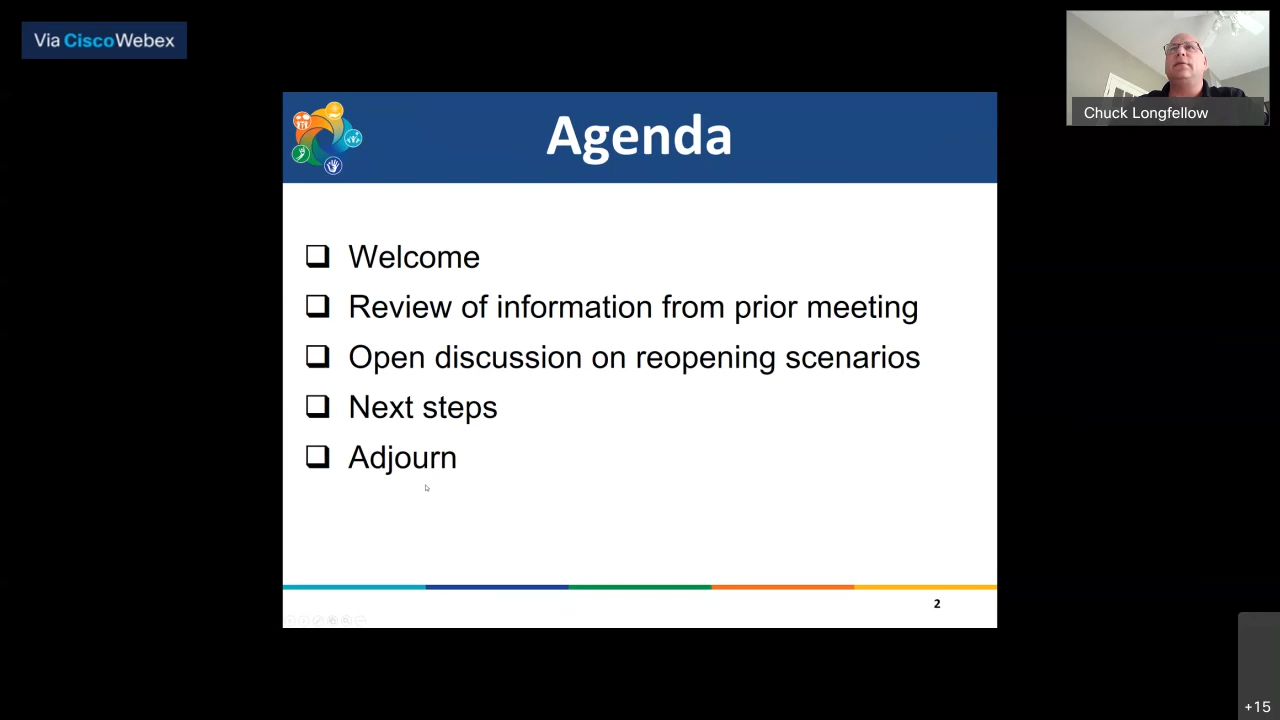 Via CiscoWebex
Chuck Longfellow
Agenda
Welcome
Review of information from prior meeting
Open discussion on reopening scenarios
Next steps
Adjourn
2
+15